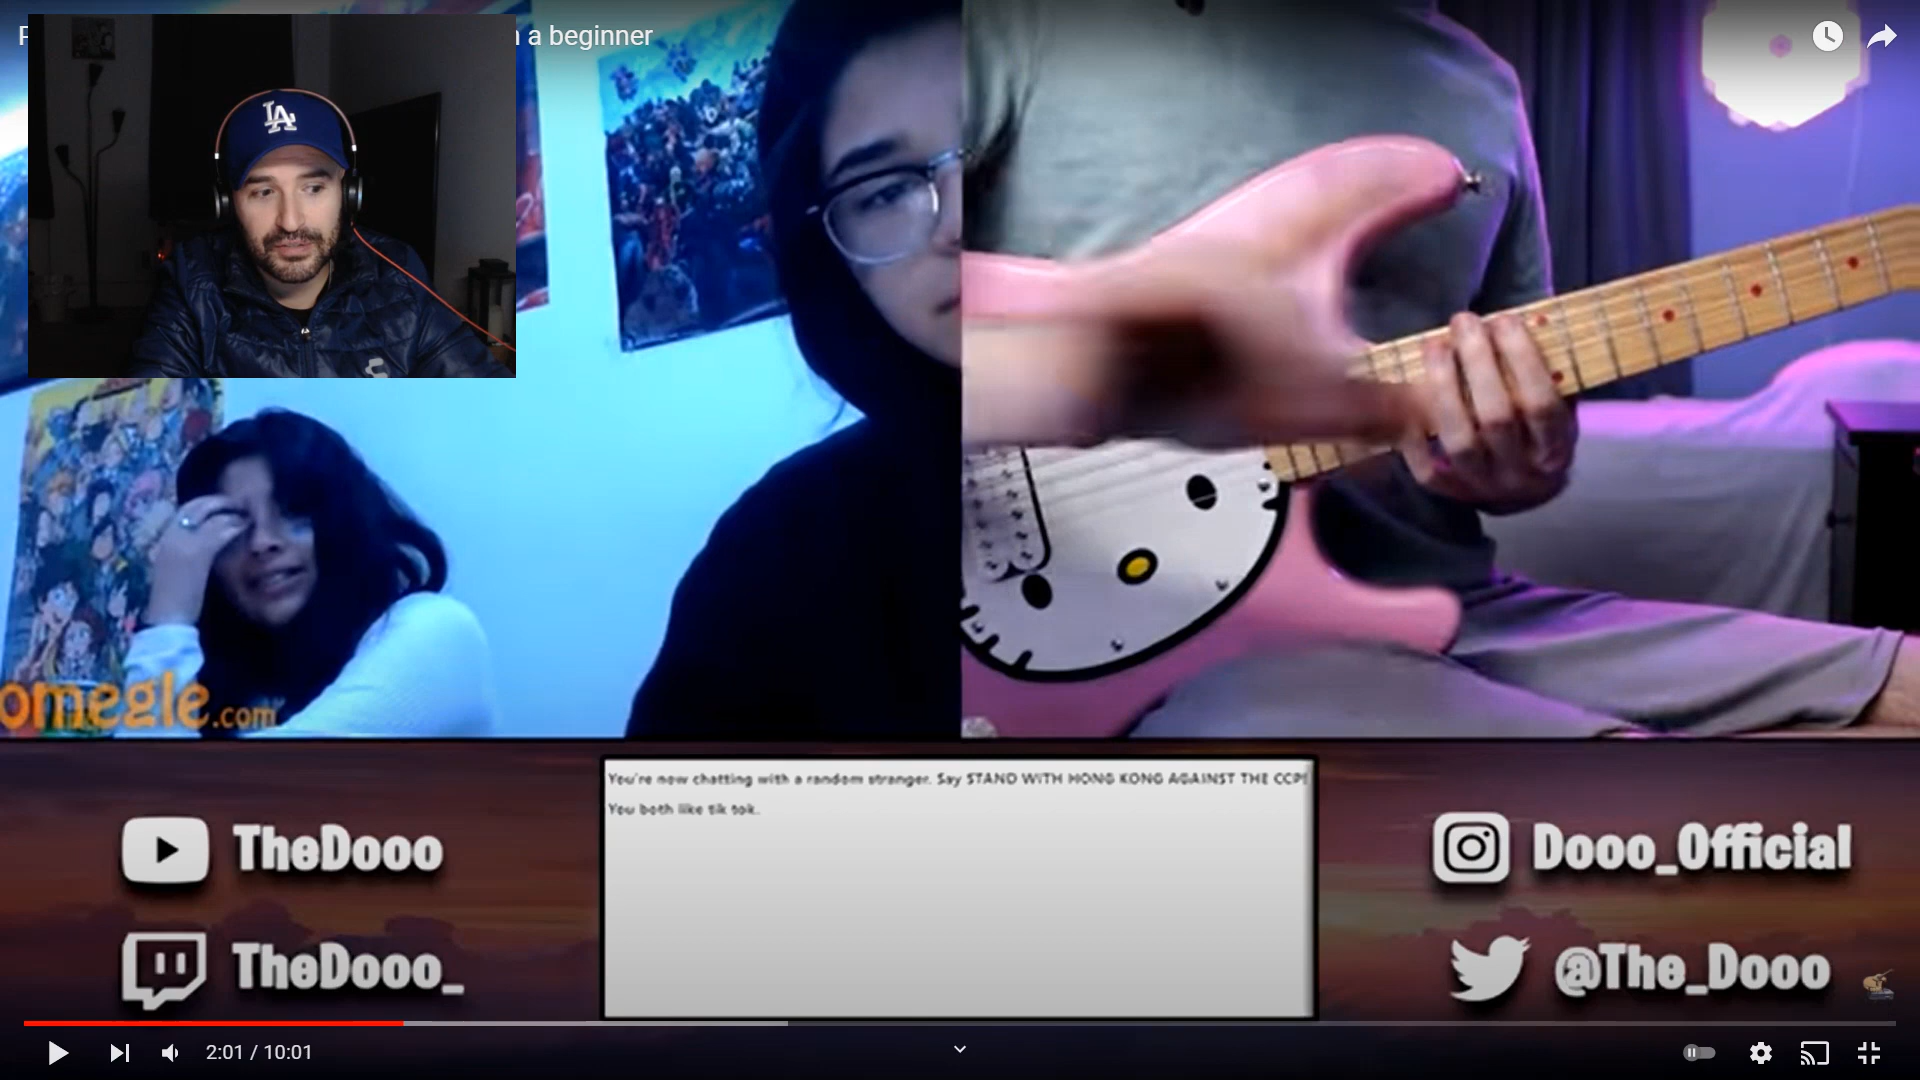 a beginner
LA
omegle.com
You're now chatting with a random stranger. Say STAND WITH HONG KONG AGAINST THE CCP!
You both like tik tok.
TheDooo
TheDooo_
Dooo_Official
@The_Dooo
2:01 / 10:01